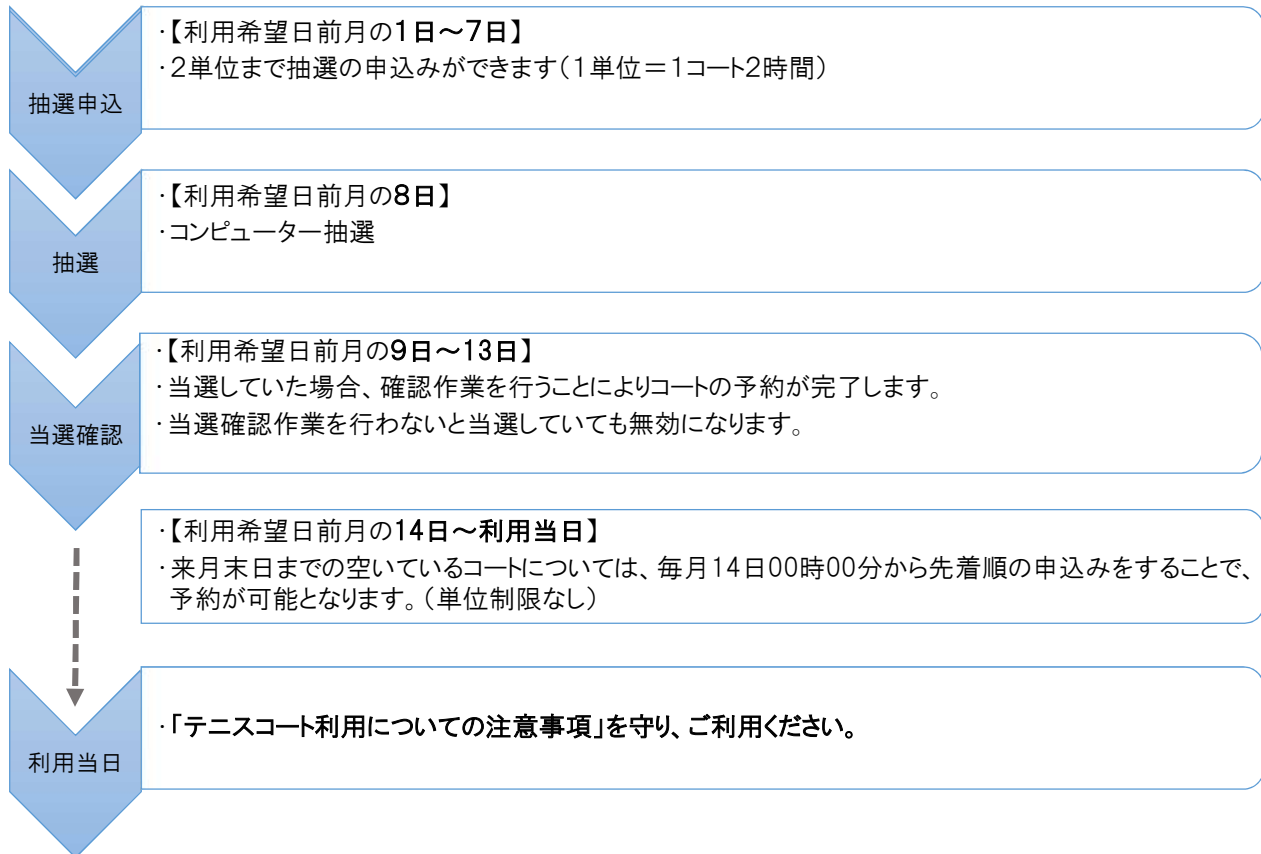 抽選申込
・【利用希望日前月の1日～7日】
・2単位まで抽選の申込みができます（1単位＝1コート2時間）
抽選
・【利用希望日前月の8日】
・コンピューター抽選
当選確認
・【利用希望日前月の9日～13日】
・当選していた場合、確認作業を行うことによりコートの予約が完了します。
・当選確認作業を行わないと当選していても無効になります。
・【利用希望日前月の14日～利用当日】
・来月末日までの空いているコートについては、毎月14日00時00分から先着順の申込みをすることで、
予約が可能となります。（単位制限なし）
利用当日
・「テニスコート利用についての注意事項」を守り、ご利用ください。